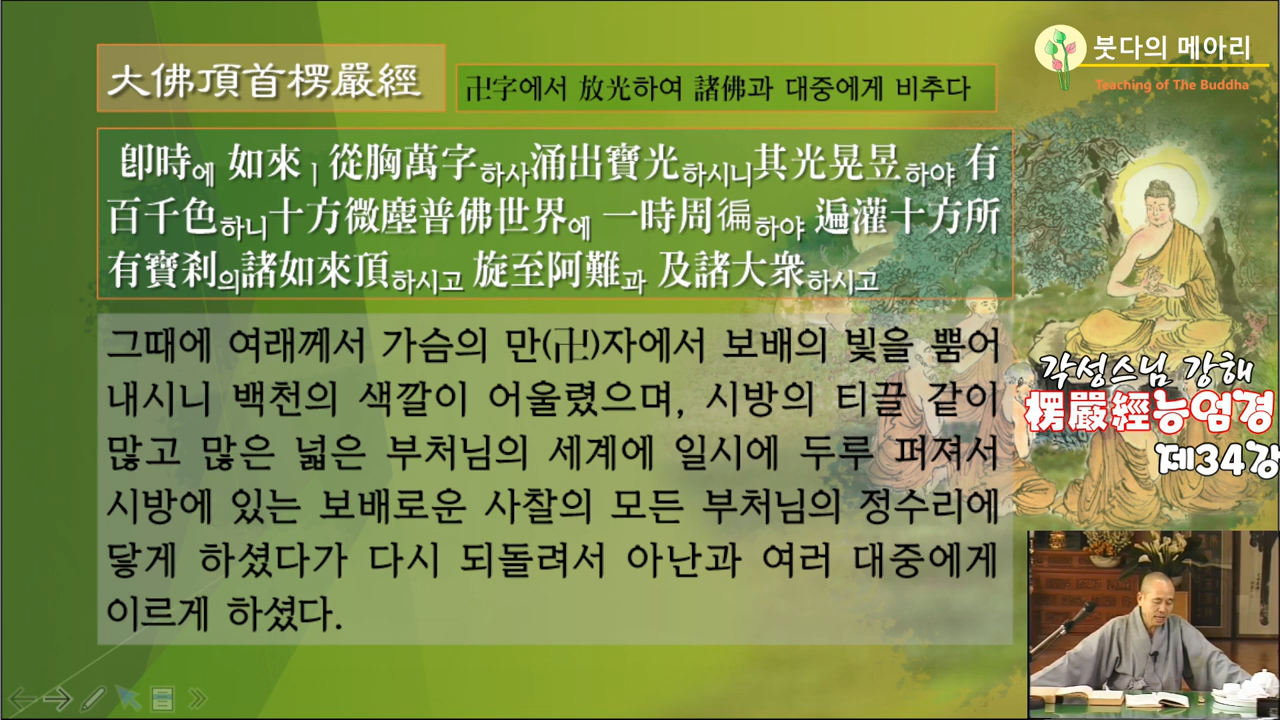 大佛頂首楞嚴經
卍字에서 放光하여 諸佛과 대중에게 비추다
卽時에 如來ㅣ 從胸萬字하사涌出寶光하시니其光晃昱하야 有
百千色하니十方微塵普佛世界에 一時周徧하야 遍灌十方所
有寶刹의諸如來頂하시고 旋至阿難과 及諸大衆하시고
그때에 여래께서 가슴의 만(卍)자에서 보배의 빛을 뿜어
내시니 백천의 색깔이 어울렸으며, 시방의 티끌 같이
많고 많은 넓은 부처님의 세계에 일시에 두루 퍼져서
시방에 있는 보배로운 사찰의 모든 부처님의 정수리에
닿게 하셨다가 다시 되돌려서 아난과 여러 대중에게
이르게 하셨다.
붓다의 메아리
Teaching of The Buddha
각성스님 강해
楞嚴經능엄경
제34강